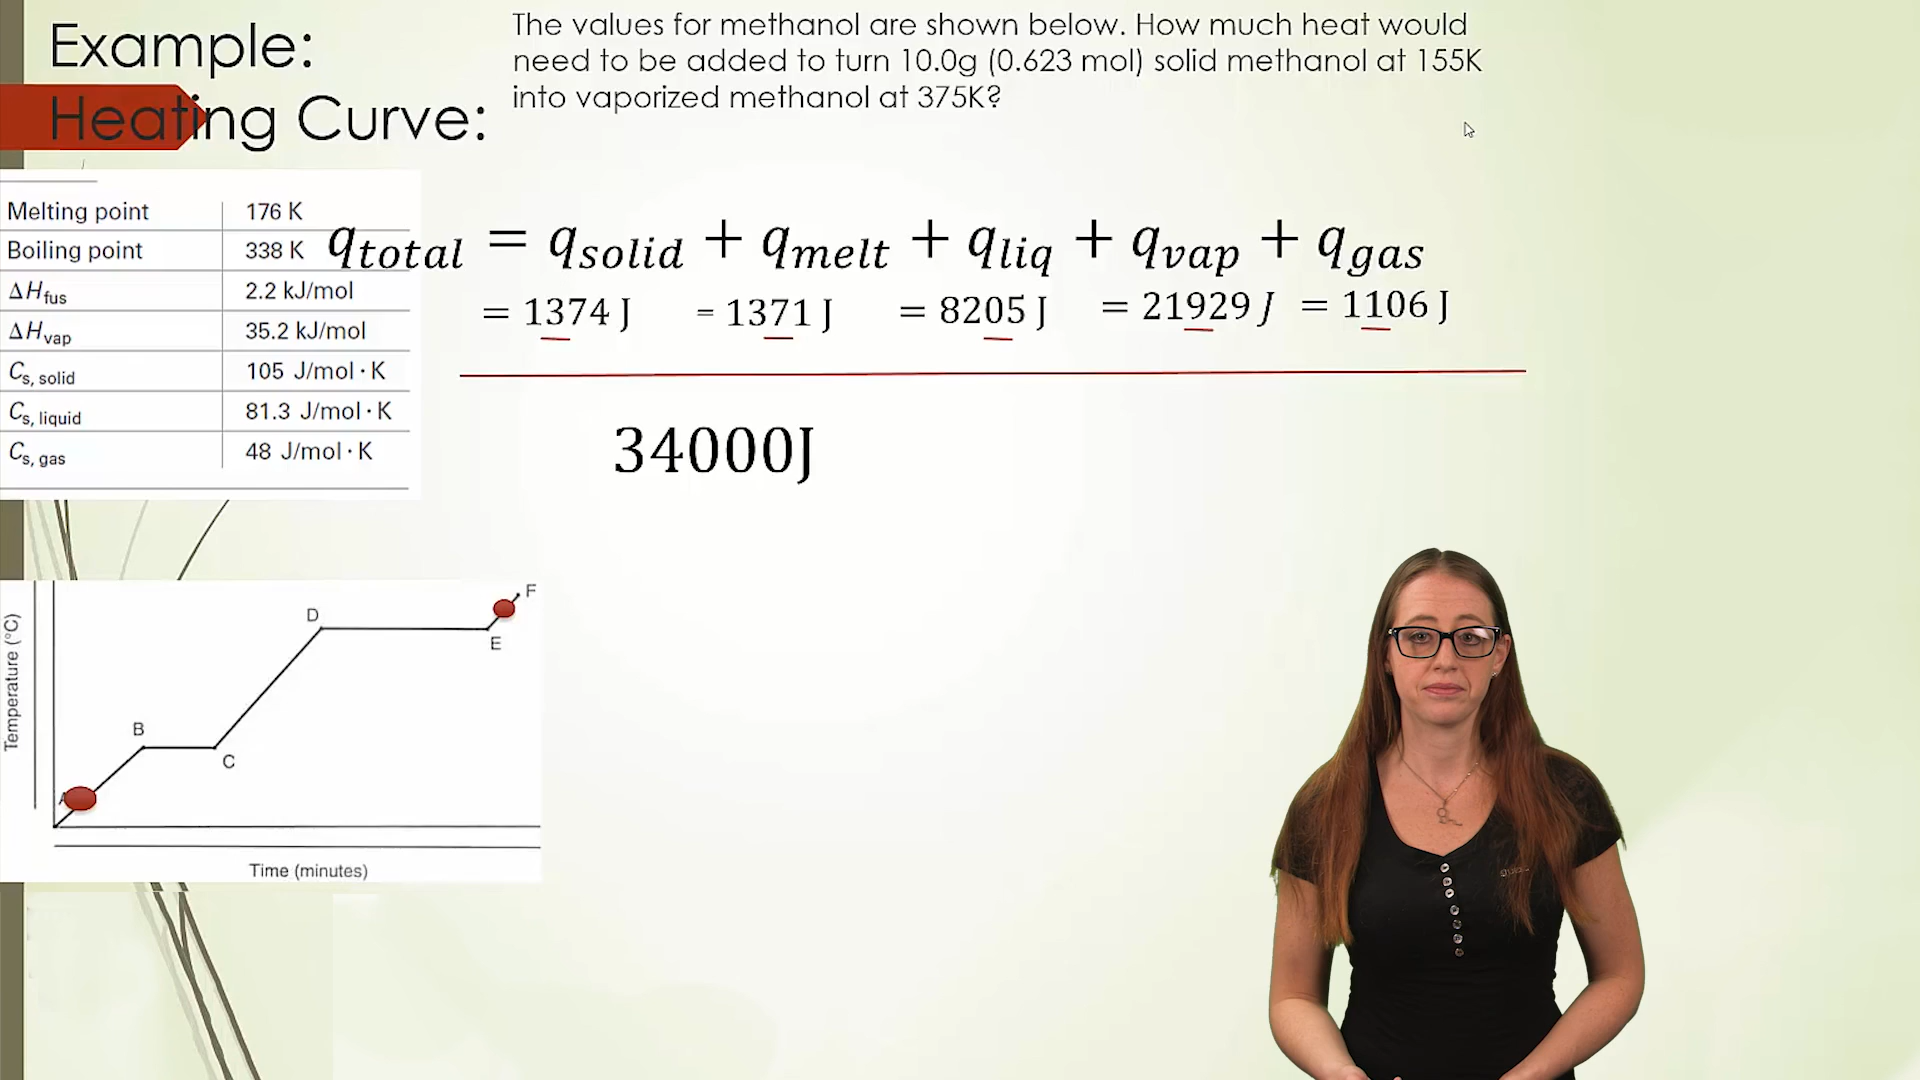 Example:
Heating Curve:
The values for methanol are shown below. How much heat would
need to be added to turn 10.0g (0.623 mol) solid methanol at 155K
into vaporized methanol at 375K?
Melting point 176 K
Boiling point 338 K
ΔHfus 2.2 kJ/mol
ΔHvap 35.2 kJ/mol
Cs, solid 105 J/mol · K
Cs, liquid 81.3 J/mol · K
Cs, gas 48 J/mol · K
qtotal = qsolid + qmelt + qliq + qvap + qgas
= 1374 J = 1371 J = 8205 J = 21929 J = 1106 J
34000J
Temperature (°C)
A
B
C
D
E
F
Time (minutes)